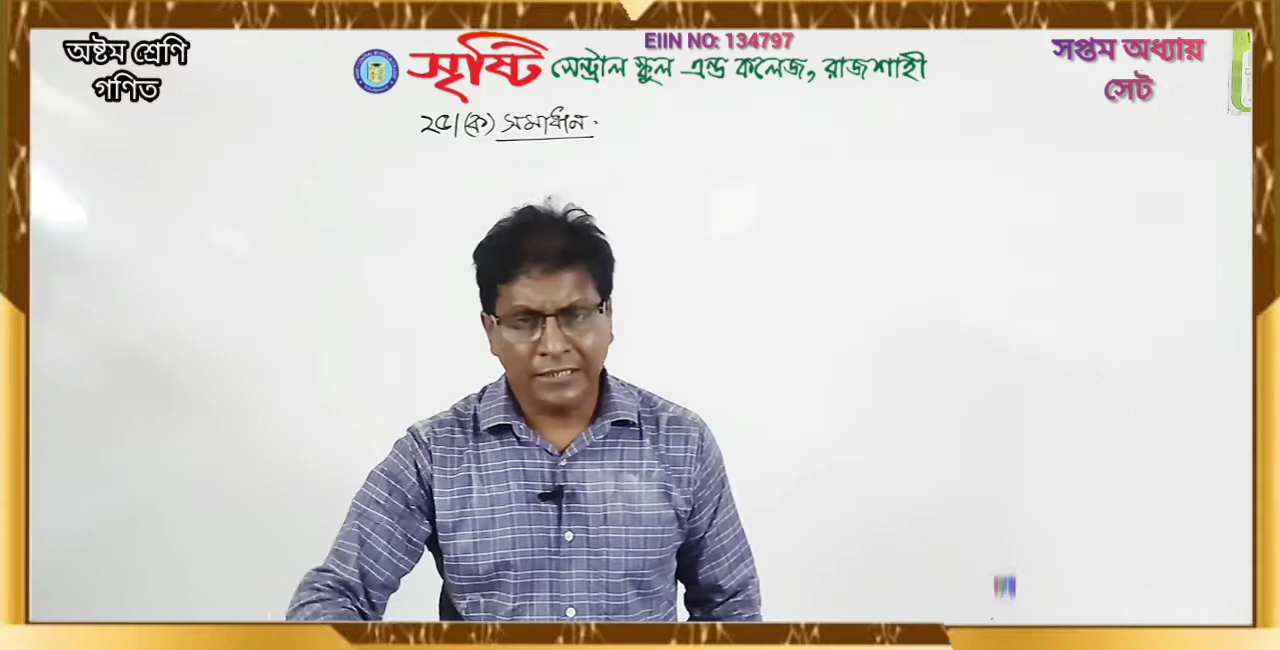 অষ্টম শ্রেণি
গণিত
EIIN NO: 134797
সৃষ্টি সেন্ট্রাল স্কুল এন্ড কলেজ, রাজশাহী
সপ্তম অধ্যায়
সেট
২৫।(ক) সমাধান